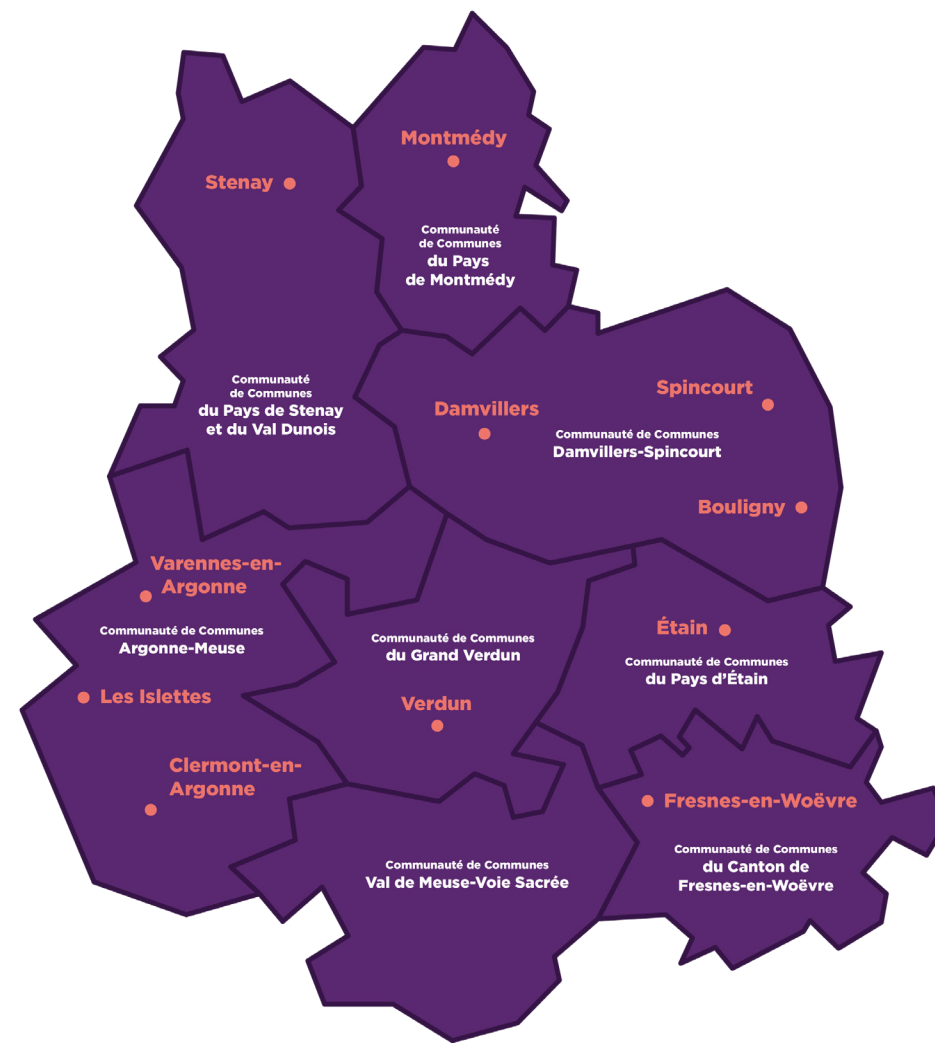 Montmédy
Stenay
Communauté
de Communes
du Pays
de Montmédy
Communauté
de Communes
du Pays de Stenay
et du Val Dunois
Spincourt
Damvillers
Communauté de Communes
Damvillers-Spincourt
Bouligny
Varennes-en-
Argonne
Communauté de Communes
Argonne-Meuse
Les Islettes
Clermont-en-
Argonne
Communauté de Communes
du Grand Verdun
Verdun
Étain
Communauté de Communes
du Pays d'Étain
Fresnes-en-Woëvre
Communauté de Communes
du Canton de
Fresnes-en-Woëvre
Communauté de Communes
Val de Meuse-Voie Sacrée